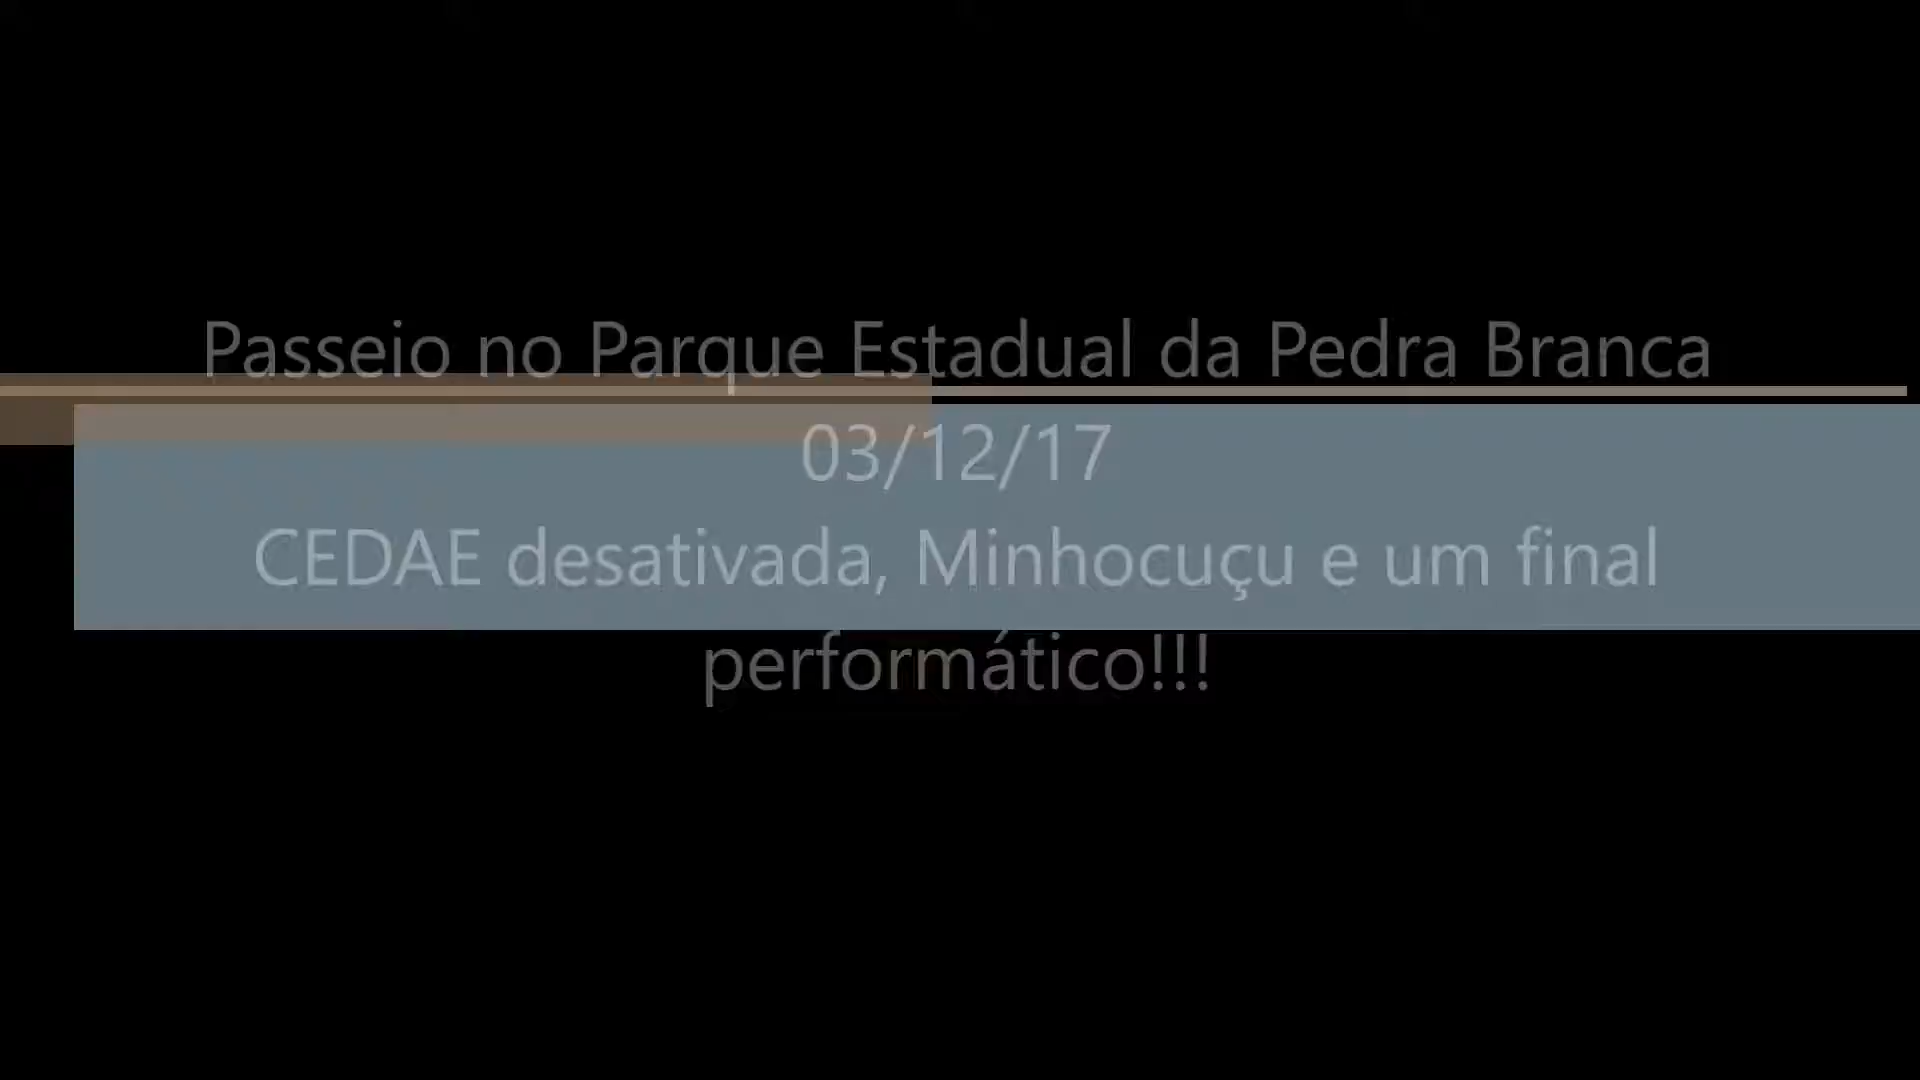 Passeio no Parque Estadual da Pedra Branca
03/12/17
CEDAE desativada, Minhocuçu e um final
performático!!!